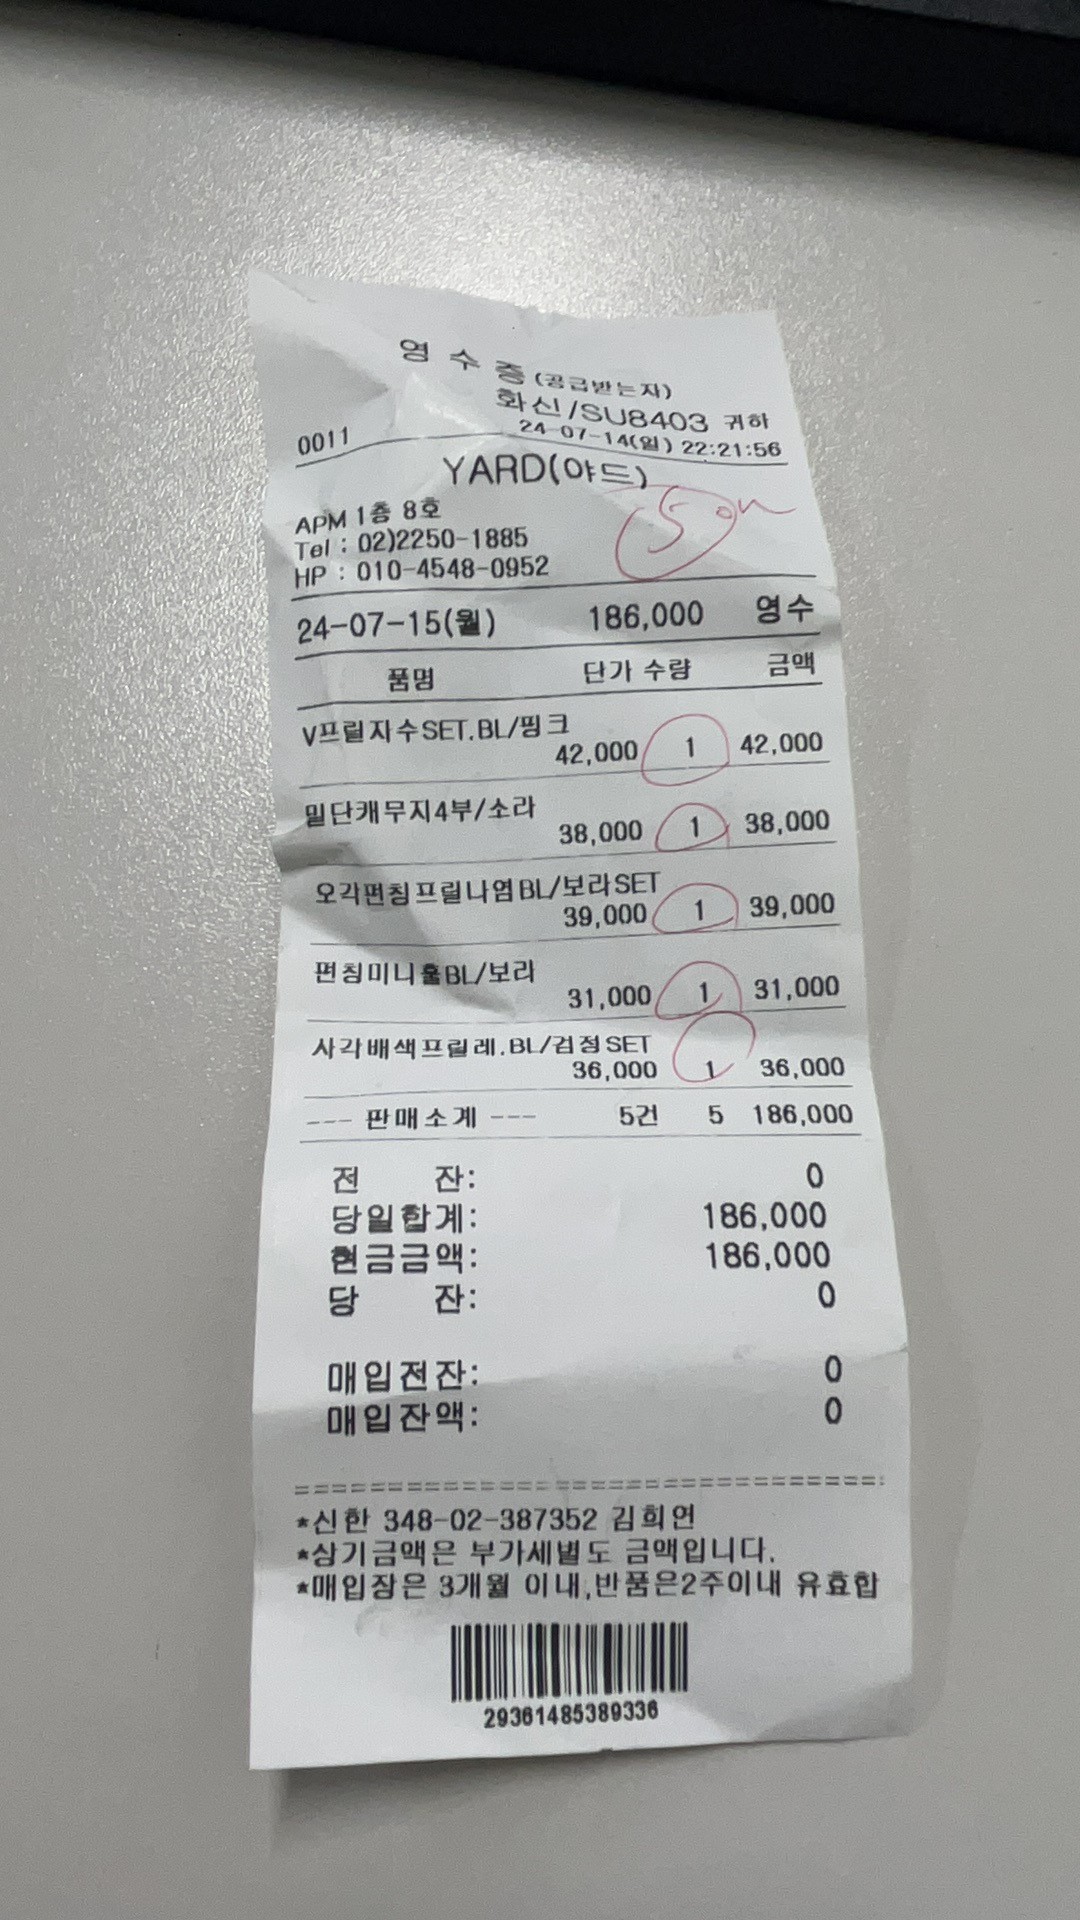 영 수 증 (공급받는자)
화신/SU8403 귀하
0011 24-07-14(일) 22:21:56
YARD(야드)
APM 1층 8호
Tel : 02)2250-1885
HP : 010-4548-0952
24-07-15(월) 186,000 영수
품명 단가 수량 금액
V프릴자수SET.BL/핑크
42,000 1 42,000
밑단캐무지4부/소라
38,000 1 38,000
오각펀칭프릴나염BL/보라SET
39,000 1 39,000
펀칭미니홀BL/보라
31,000 1 31,000
사각배색프릴레.BL/검정SET
36,000 1 36,000
--- 판매소계 --- 5건 5 186,000
전 잔: 0
당일합계: 186,000
현금금액: 186,000
당 잔: 0
매입전잔: 0
매입잔액: 0
*신한 348-02-387352 김희연
*상기금액은 부가세별도 금액입니다.
*매입장은 3개월 이내,반품은2주이내 유효합
29361485389336